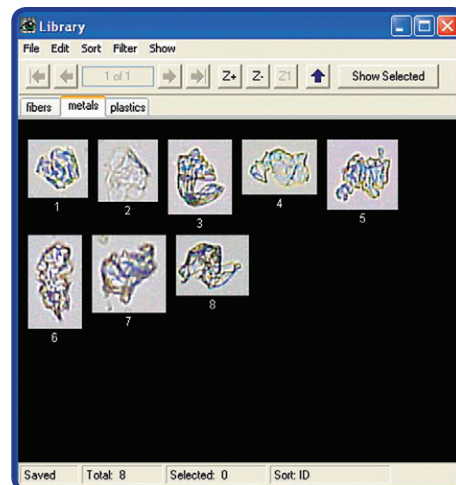 Library
File Edit Sort Filter Show
1 of 1 Z+ Z- Z1 Show Selected
fibers metals plastics
1 2 3 4 5
6 7 8
Saved Total: 8 Selected: 0 Sort: ID